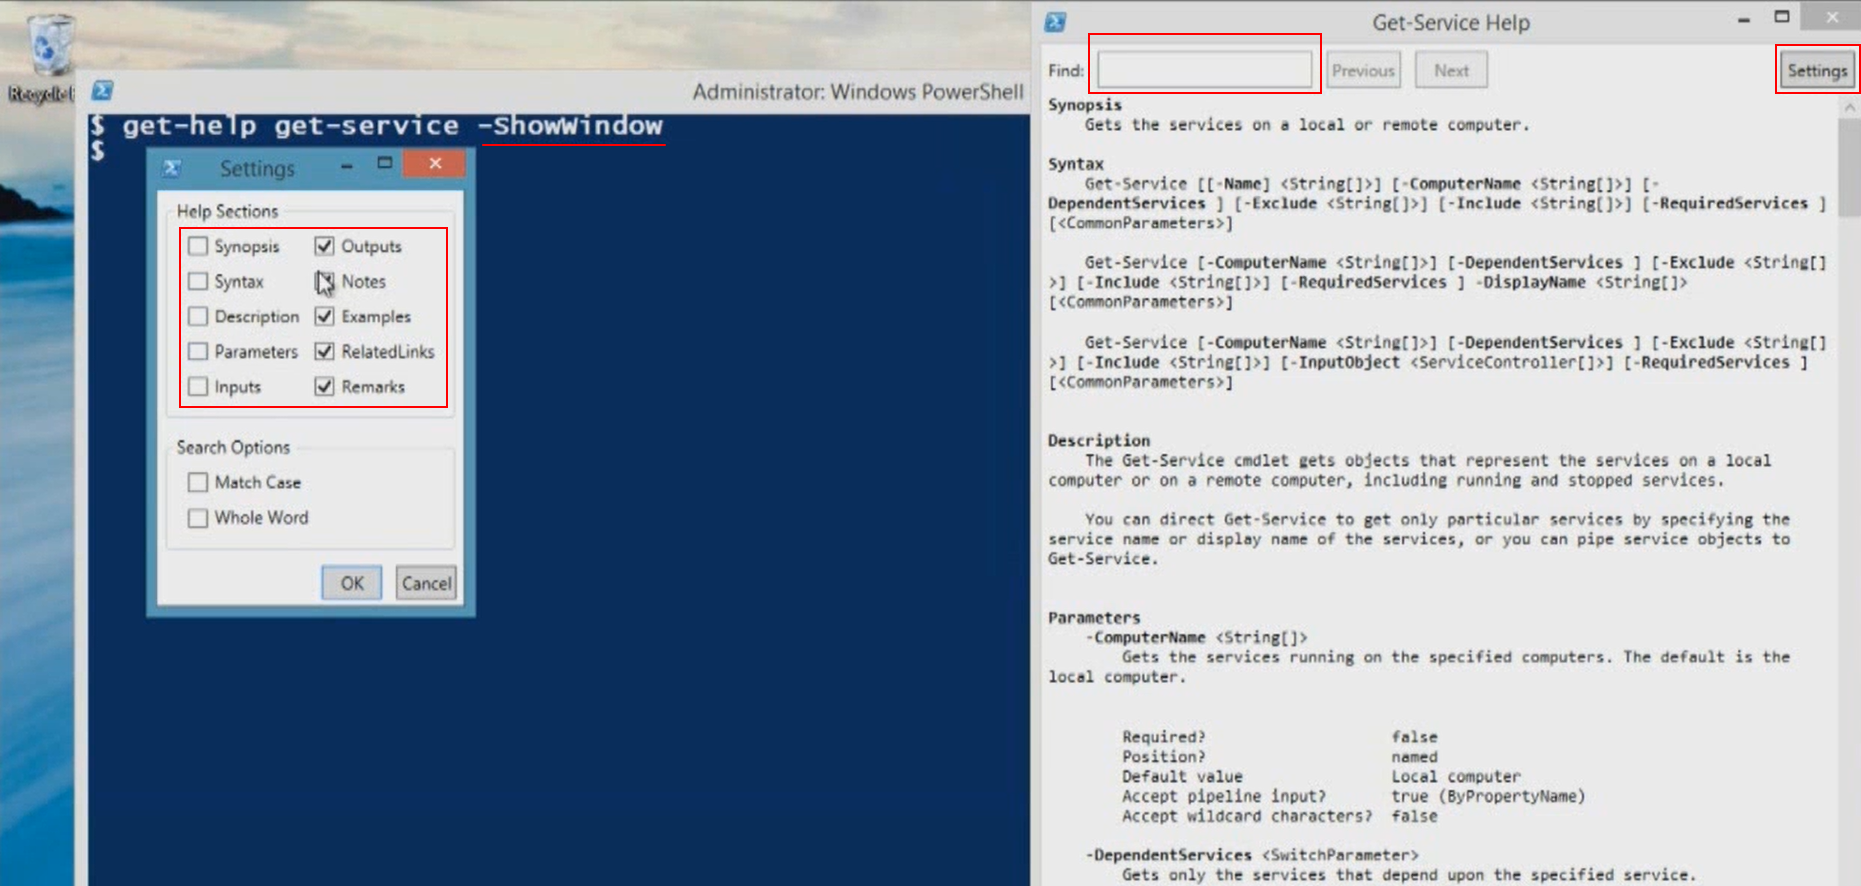 Recycle
Administrator: Windows PowerShell
$ get-help get-service -ShowWindow
$
Settings
Help Sections
Synopsis
Outputs
Syntax
Notes
Description
Examples
Parameters
RelatedLinks
Inputs
Remarks
Search Options
Match Case
Whole Word
OK
Cancel
Get-Service Help
Find:
Previous
Next
Settings
Synopsis
Gets the services on a local or remote computer.
Syntax
Get-Service [[-Name] <String[]>] [-ComputerName <String[]>] [-
DependentServices ] [-Exclude <String[]>] [-Include <String[]>] [-RequiredServices ]
[<CommonParameters>]
Get-Service [-ComputerName <String[]>] [-DependentServices ] [-Exclude <String[]
>] [-Include <String[]>] [-RequiredServices ] -DisplayName <String[]>
[<CommonParameters>]
Get-Service [-ComputerName <String[]>] [-DependentServices ] [-Exclude <String[]
>] [-Include <String[]>] [-InputObject <ServiceController[]>] [-RequiredServices ]
[<CommonParameters>]
Description
The Get-Service cmdlet gets objects that represent the services on a local
computer or on a remote computer, including running and stopped services.
You can direct Get-Service to get only particular services by specifying the
service name or display name of the services, or you can pipe service objects to
Get-Service.
Parameters
-ComputerName <String[]>
Gets the services running on the specified computers. The default is the
local computer.
Required? false
Position? named
Default value Local computer
Accept pipeline input? true (ByPropertyName)
Accept wildcard characters? false
-DependentServices <SwitchParameter>
Gets only the services that depend upon the specified service.